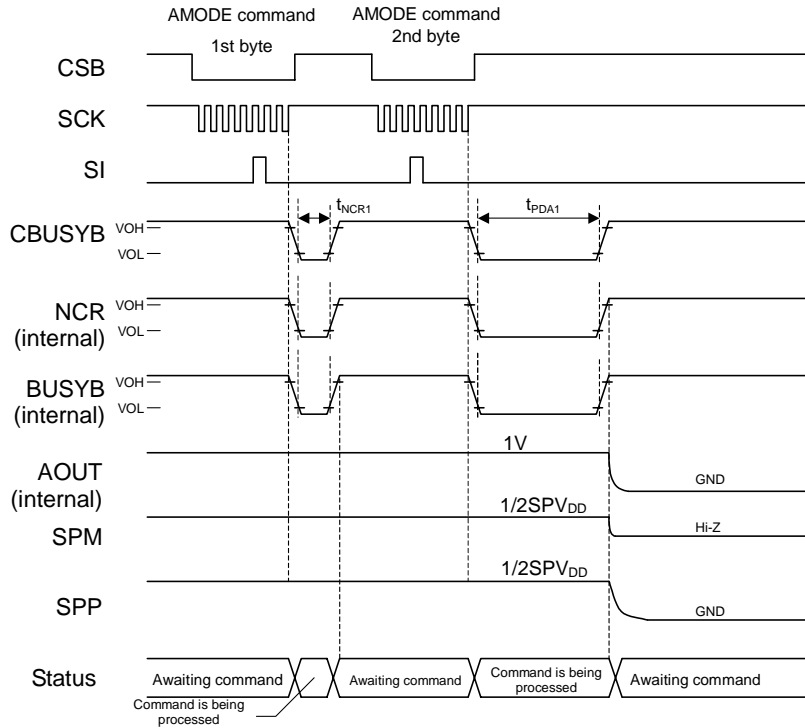 AMODE command
1st byte
AMODE command
2nd byte
CSB
SCK
SI
tNCR1
tPDA1
CBUSYB
VOH
VOL
NCR
(internal)
VOH
VOL
BUSYB
(internal)
VOH
VOL
AOUT
(internal)
1V
GND
SPM
1/2SPVDD
Hi-Z
SPP
1/2SPVDD
GND
Status
Awaiting command
Command is being
processed
Awaiting command
Command is being
processed
Awaiting command